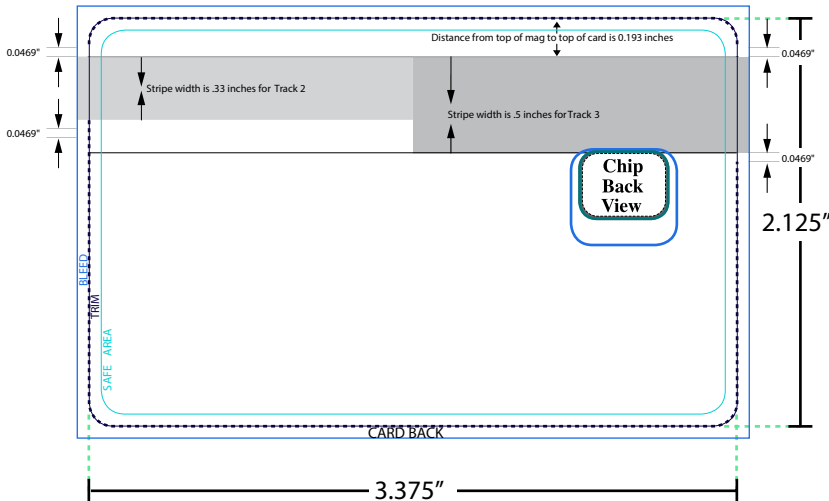 Distance from top of mag to top of card is 0.193 inches
0.0469"
0.0469"
Stripe width is .33 inches for Track 2
Stripe width is .5 inches for Track 3
0.0469"
0.0469"
Chip
Back
View
2.125”
BLEED
TRIM
SAFE AREA
CARD BACK
3.375”